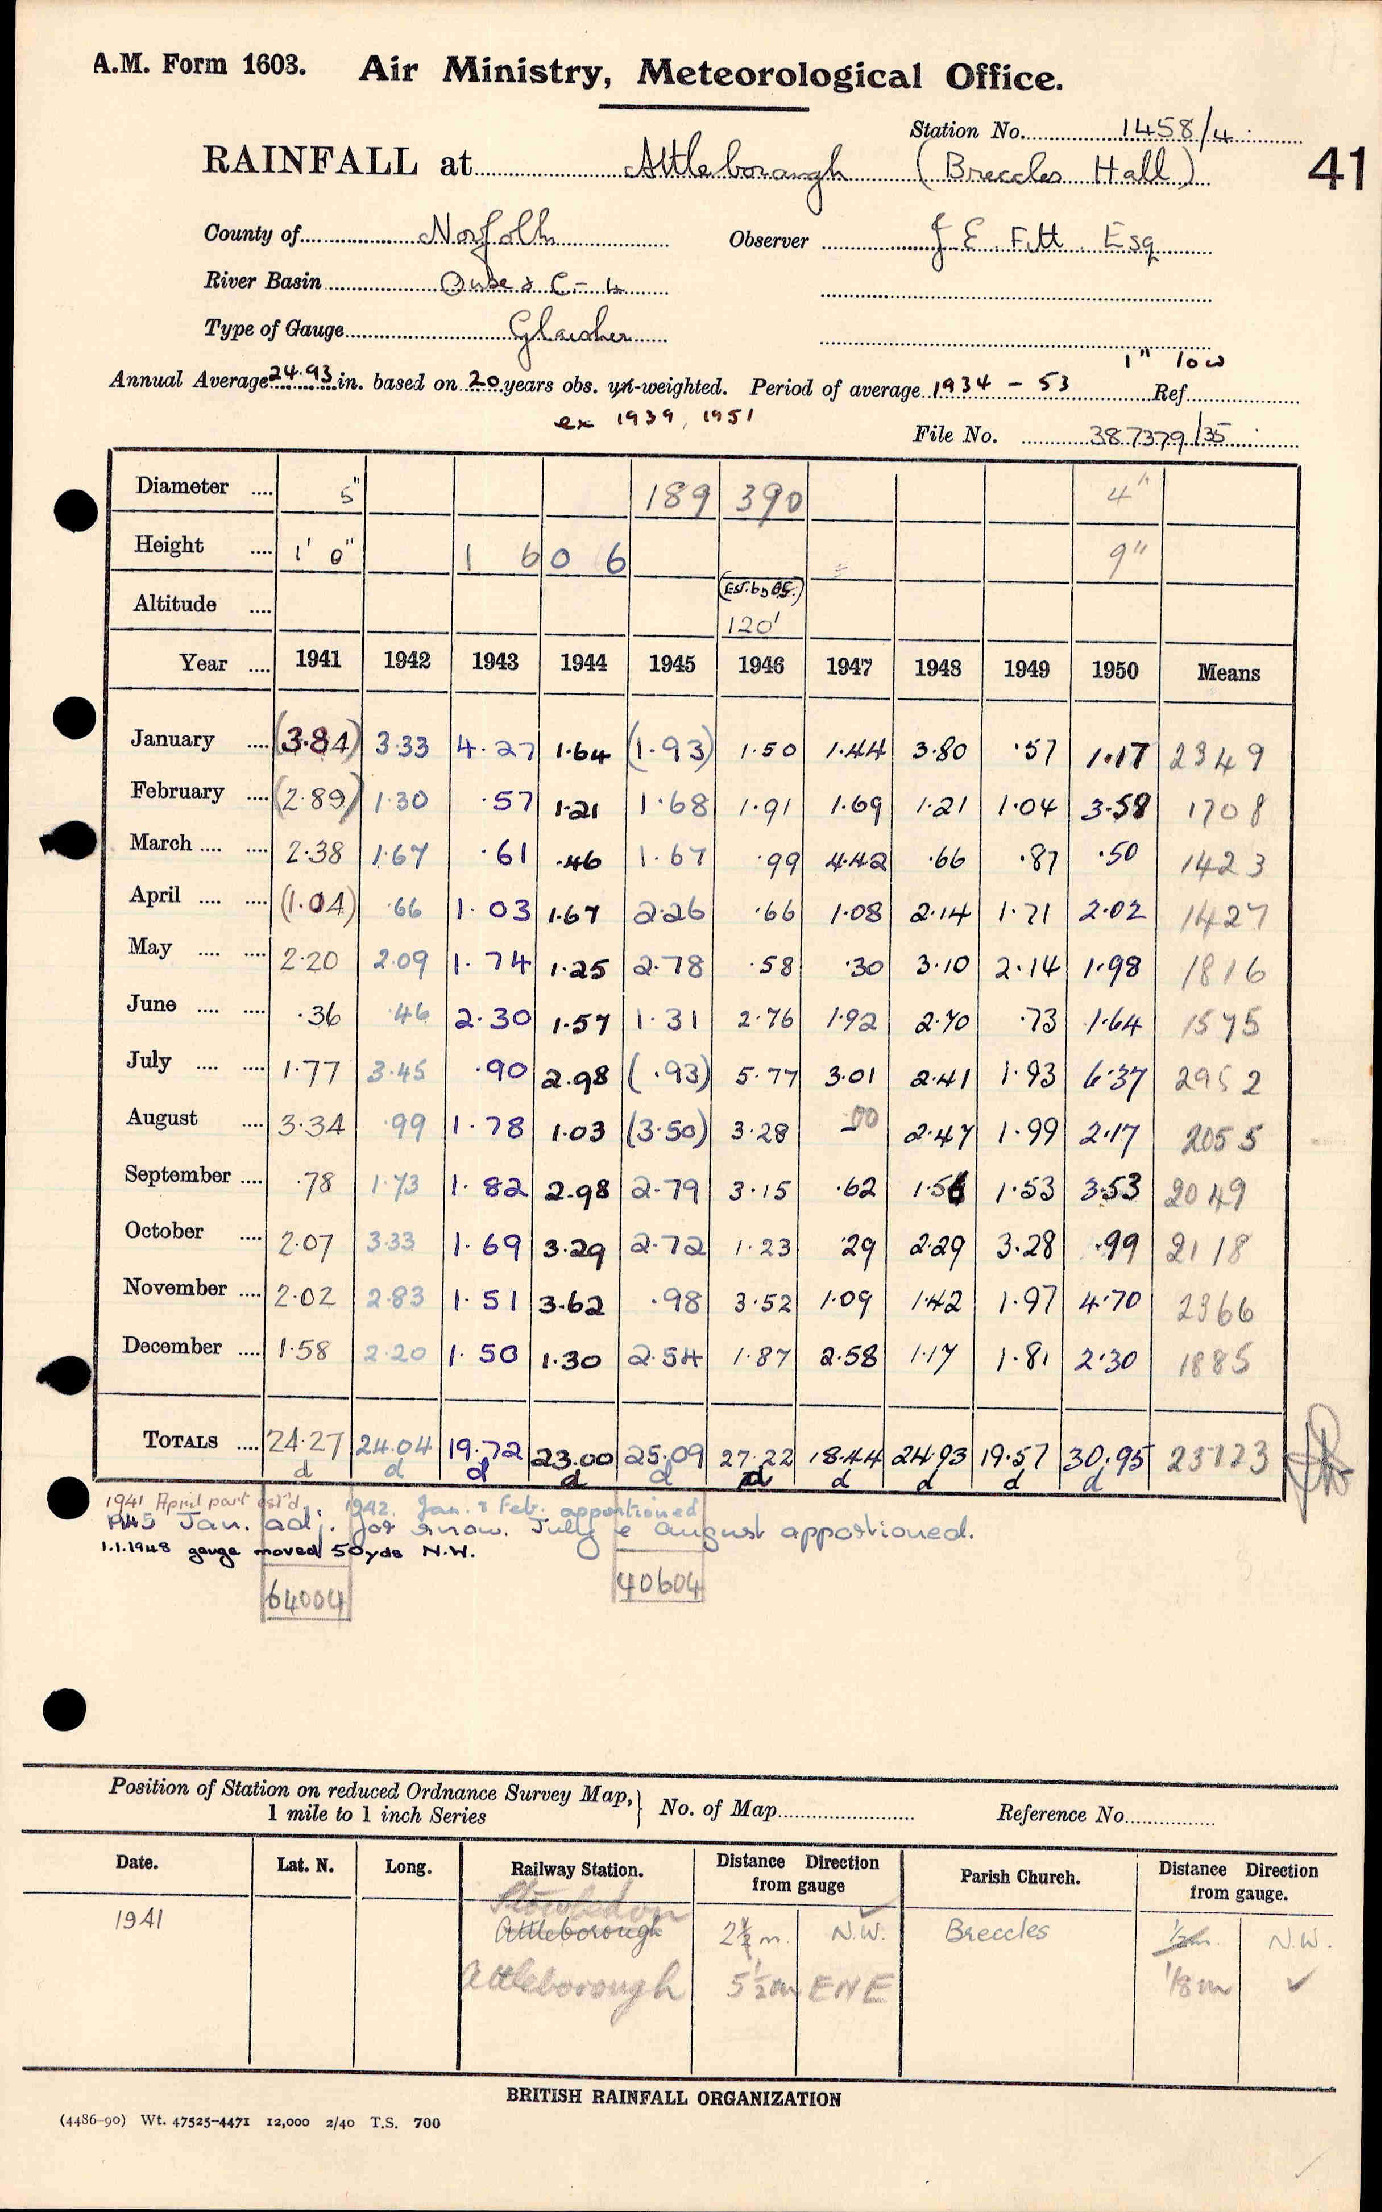 A.M. Form 1603. Air Ministry, Meteorological Office.
Station No. 1458/4
RAINFALL at Attleborough (Breccles Hall)
41
County of Norfolk Observer J E. Fitt. Esq
River Basin Ouse & C-4
Type of Gauge Glaisher
1" low
Annual Average 24.93 in. based on 20 years obs. un-weighted. Period of average 1934 - 53 Ref.
ex 1939, 1951
File No. 387379/35
Diameter .... 5" 189 390 4"
Height .... 1' 0" 1 6 0 6 9"
Altitude .... (Est. by O.S.) 120'
Year .... 1941 1942 1943 1944 1945 1946 1947 1948 1949 1950 Means
January .... (3.84) 3.33 4.27 1.64 (1.93) 1.50 1.44 3.80 .57 1.17 2349
February .... (2.89) 1.30 .57 1.21 1.68 1.91 1.69 1.21 1.04 3.58 1708
March .... .... 2.38 1.67 .61 .46 1.67 .99 4.42 .66 .87 .50 1423
April .... .... (1.04) .66 1.03 1.67 2.26 .66 1.08 2.14 1.71 2.02 1427
May .... .... 2.20 2.09 1.74 1.25 2.78 .58 .30 3.10 2.14 1.98 1816
June .... .... .36 .46 2.30 1.57 1.31 2.76 1.92 2.70 .73 1.64 1575
July .... .... 1.77 3.45 .90 2.98 (.93) 5.77 3.01 2.41 1.93 6.37 2952
August .... 3.34 .99 1.78 1.03 (3.50) 3.28 .00 2.47 1.99 2.17 2055
September .... .78 1.73 1.82 2.98 2.79 3.15 .62 1.56 1.53 3.53 2049
October .... 2.07 3.33 1.69 3.29 2.72 1.23 .29 2.29 3.28 .99 2118
November .... 2.02 2.83 1.51 3.62 .98 3.52 1.09 1.42 1.97 4.70 2366
December .... 1.58 2.20 1.50 1.30 2.54 1.87 2.58 1.17 1.81 2.30 1885
TOTALS .... 24.27 24.04 19.72 23.00 25.09 27.22 18.44 24.93 19.57 30.95 23723
d d d d d d d d d d
1941 April part est'd. 1942. Jan. & Feb. apportioned
1945 Jan. adj. for snow. July & August apportioned.
1.1.1948 gauge moved 50yds N.W.
64004 40604
Position of Station on reduced Ordnance Survey Map, 1 mile to 1 inch Series } No. of Map Reference No.
Date. Lat. N. Long. Railway Station. Distance Direction from gauge Parish Church. Distance Direction from gauge.
1941 Attleborough 2 ½ m. N.W. Breccles ½m. N.W.
Attleborough 5½m ENE 1/8 m ✓
BRITISH RAINFALL ORGANIZATION
(4486-90) Wt. 47525-4471 12,000 2/40 T.S. 700